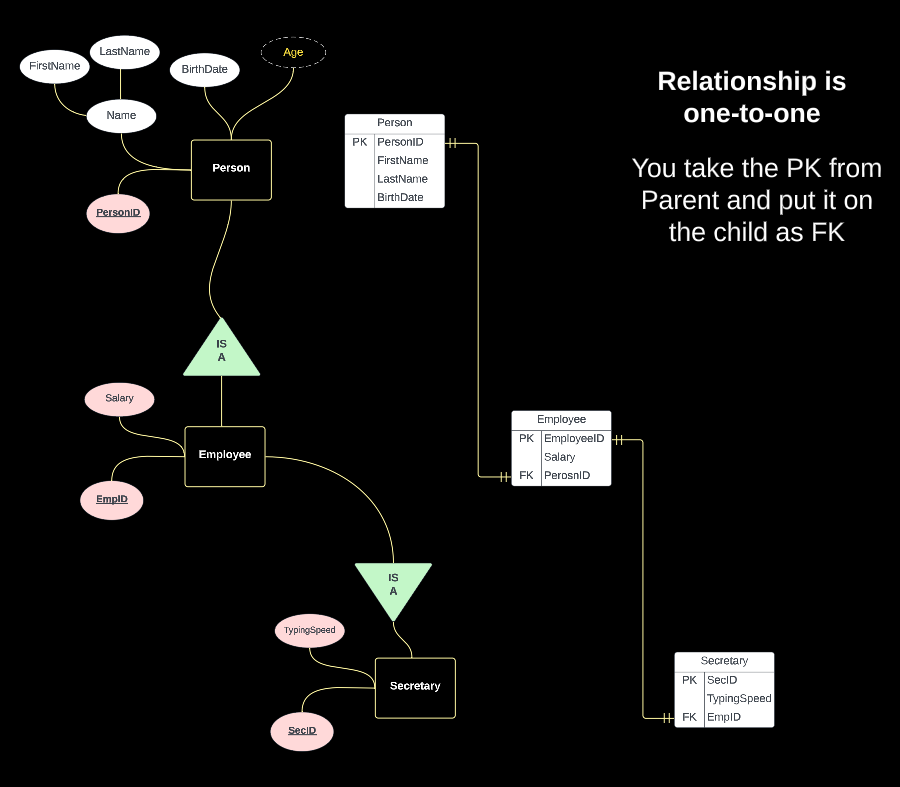 LastName
FirstName
BirthDate
Age
Name
Person
PersonID
IS
A
Salary
Employee
EmpID
IS
A
TypingSpeed
Secretary
SecID
Person
PK PersonID
FirstName
LastName
BirthDate
Employee
PK EmployeeID
Salary
FK PerosnID
Secretary
PK SecID
TypingSpeed
FK EmpID
Relationship is
one-to-one
You take the PK from
Parent and put it on
the child as FK